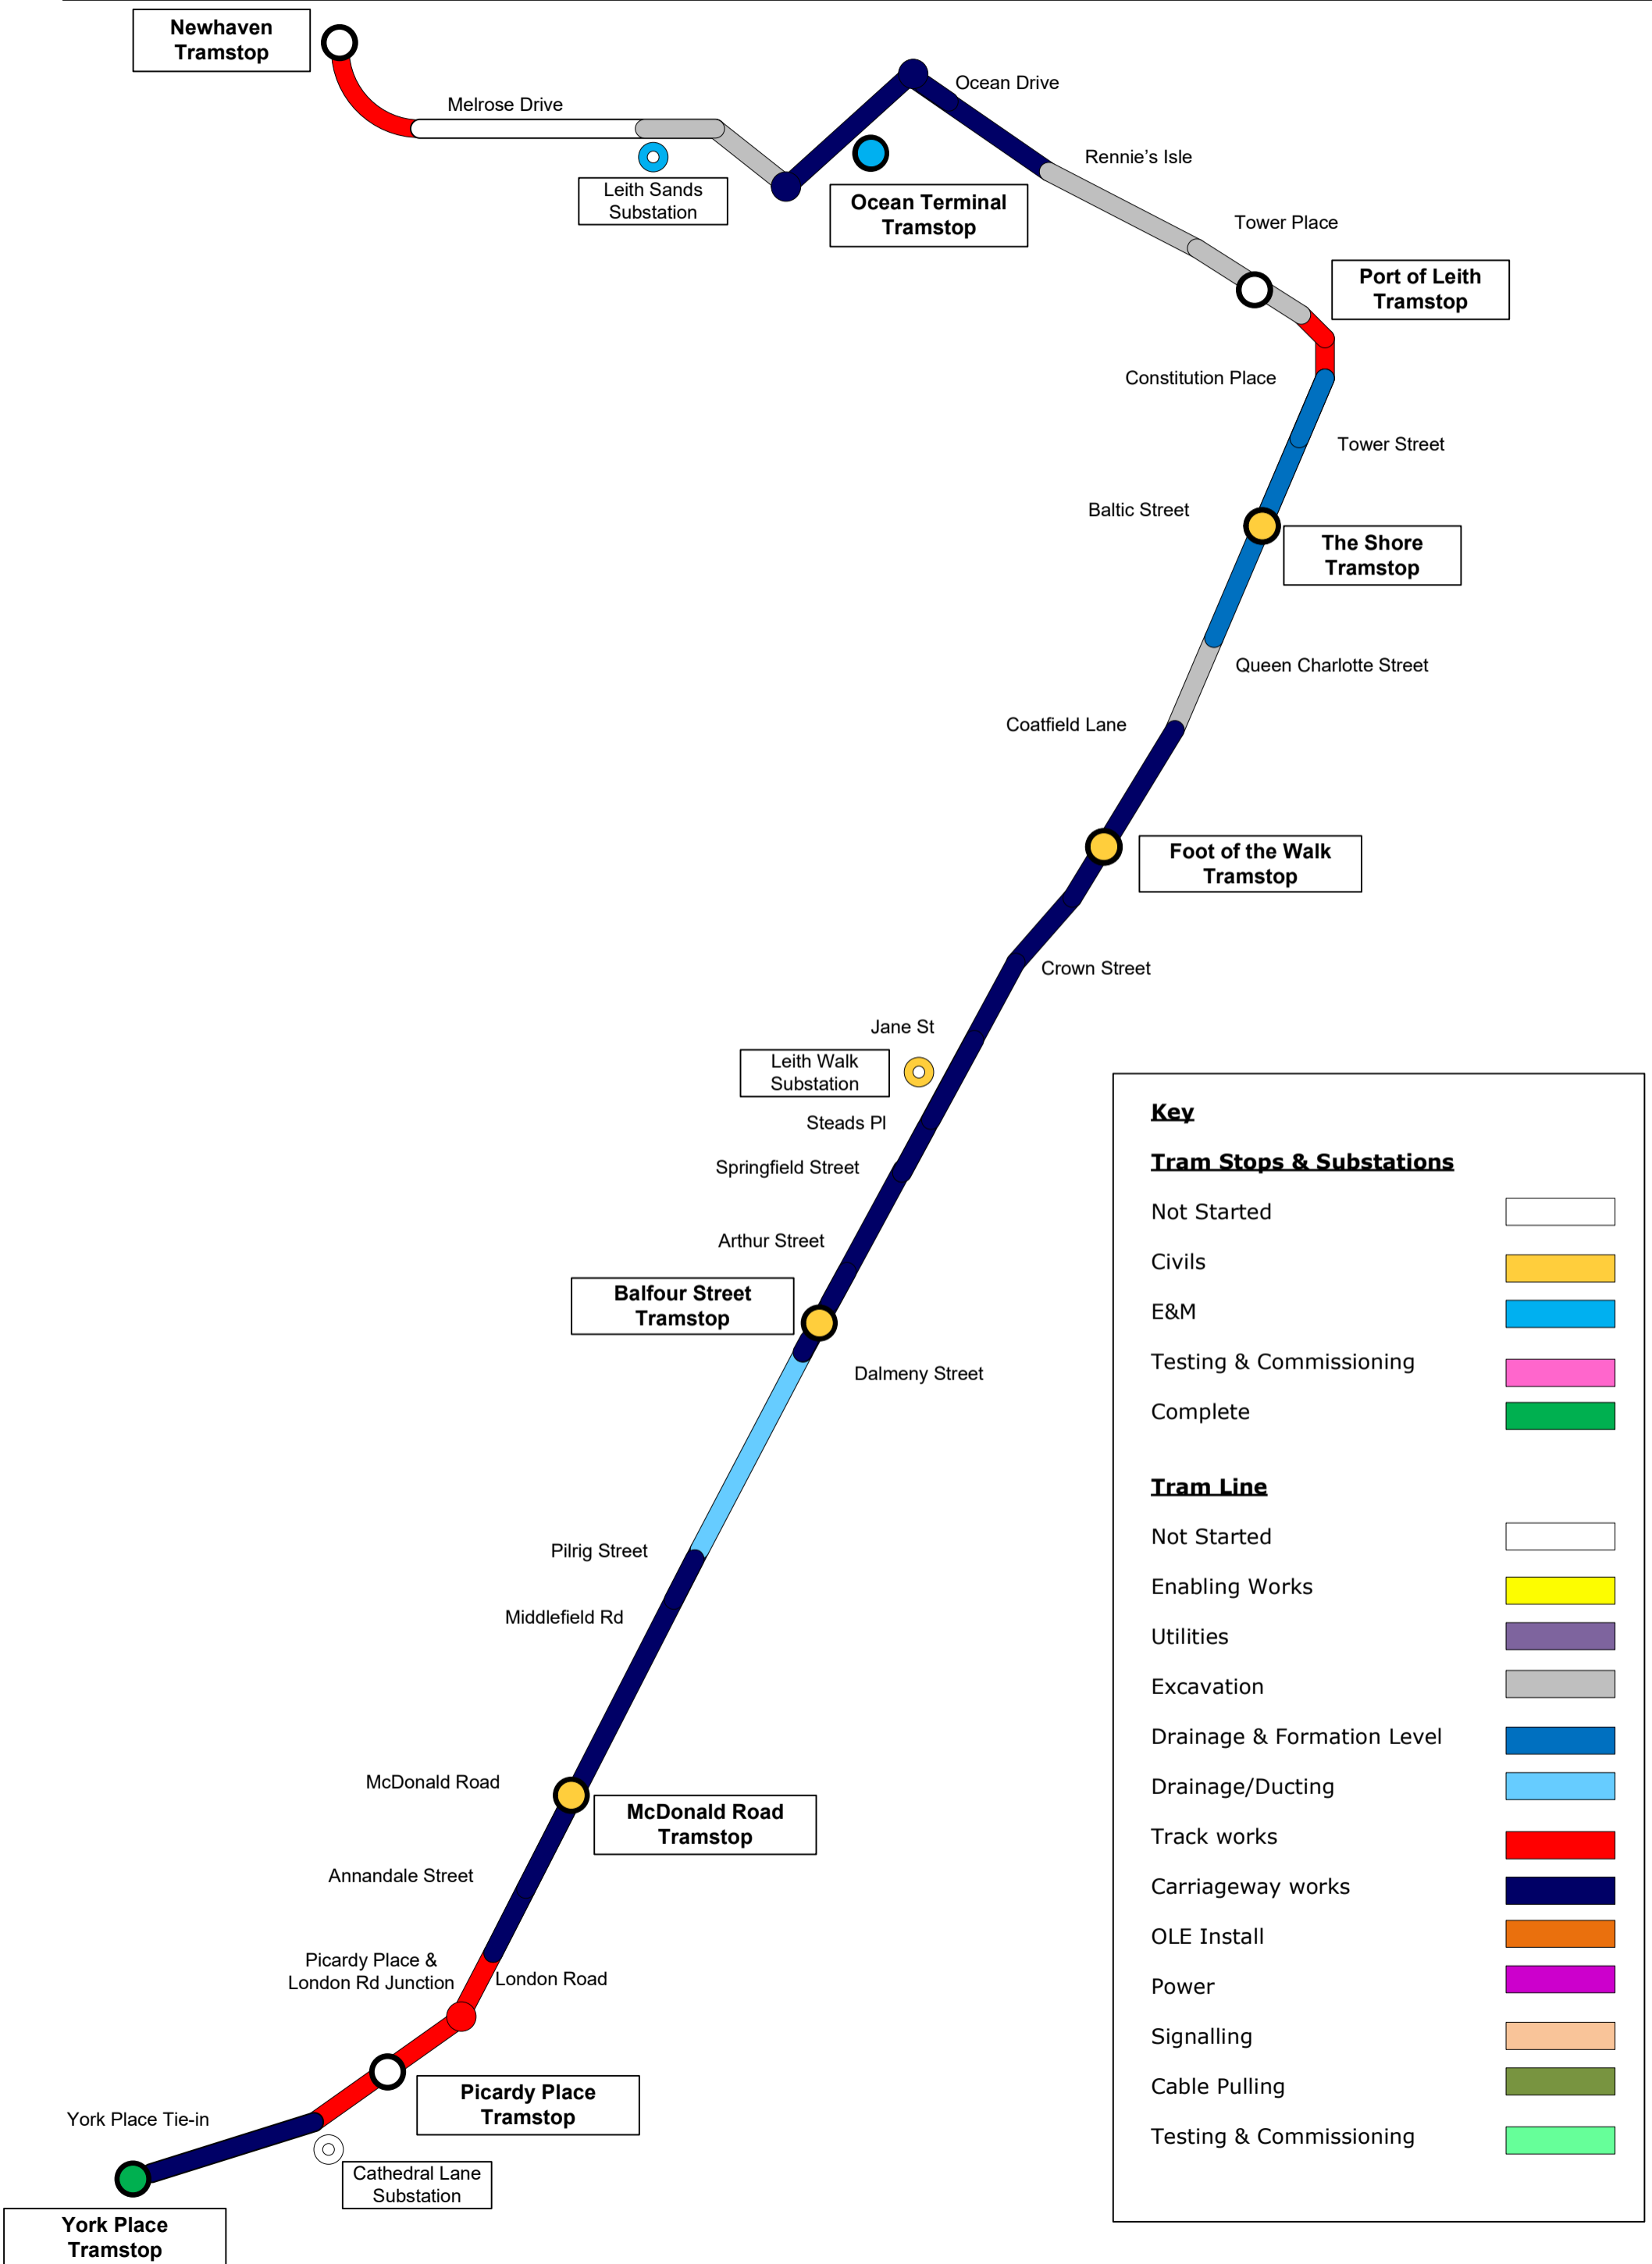 Newhaven
Tramstop
Melrose Drive
Ocean Drive
Leith Sands
Substation
Rennie’s Isle
Ocean Terminal
Tramstop
Tower Place
Port of Leith
Tramstop
Constitution Place
Tower Street
Baltic Street
The Shore
Tramstop
Queen Charlotte Street
Coatfield Lane
Foot of the Walk
Tramstop
Crown Street
Jane St
Leith Walk
Substation
Steads Pl
Springfield Street
Arthur Street
Balfour Street
Tramstop
Dalmeny Street
Pilrig Street
Middlefield Rd
McDonald Road
McDonald Road
Tramstop
Annandale Street
Picardy Place &
London Rd Junction
London Road
Picardy Place
Tramstop
York Place Tie-in
Cathedral Lane
Substation
York Place
Tramstop
Key
Tram Stops & Substations
Not Started
Civils
E&M
Testing & Commissioning
Complete
Tram Line
Not Started
Enabling Works
Utilities
Excavation
Drainage & Formation Level
Drainage/Ducting
Track works
Carriageway works
OLE Install
Power
Signalling
Cable Pulling
Testing & Commissioning